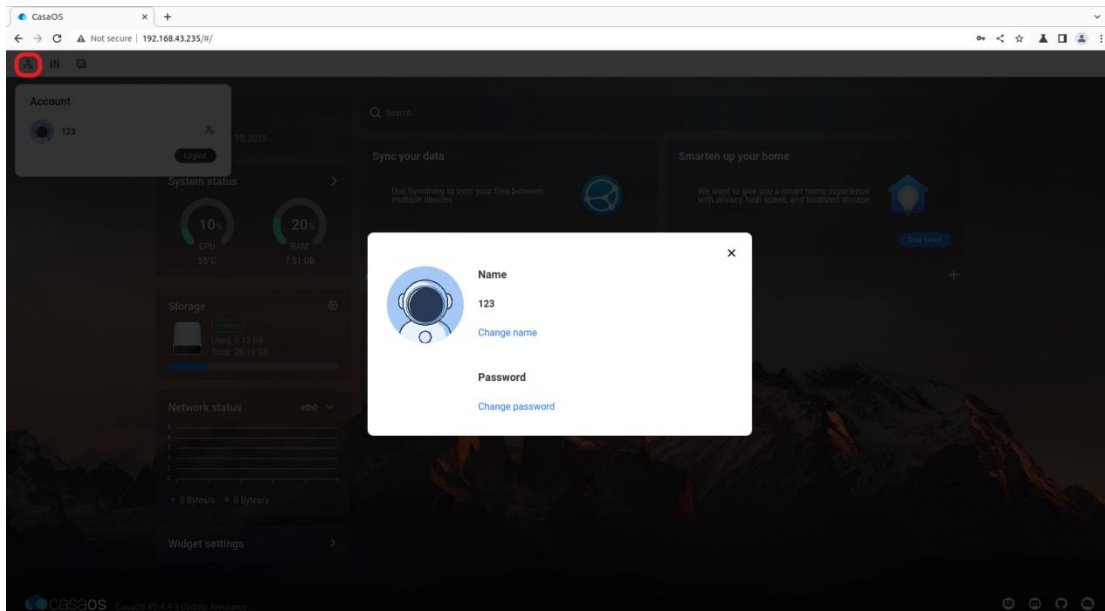 CasaOS
Not secure | 192.168.43.235/#/
Account
123
Logout
10, 2023
Search...
System status
10%
CPU
55°C
20%
RAM
7.51 GB
Sync your data
Use Syncthing to sync your files between
multiple devices.
Smarten up your home
We want to give you a smart home experience
with privacy, high speed, and localized storage.
Storage
Healthy
Used: 6.13 GB
Total: 28.19 GB
Name
123
Change name
Password
Change password
Network status
eth0
0 Bytes/s
0 Bytes/s
Widget settings
CasaOS